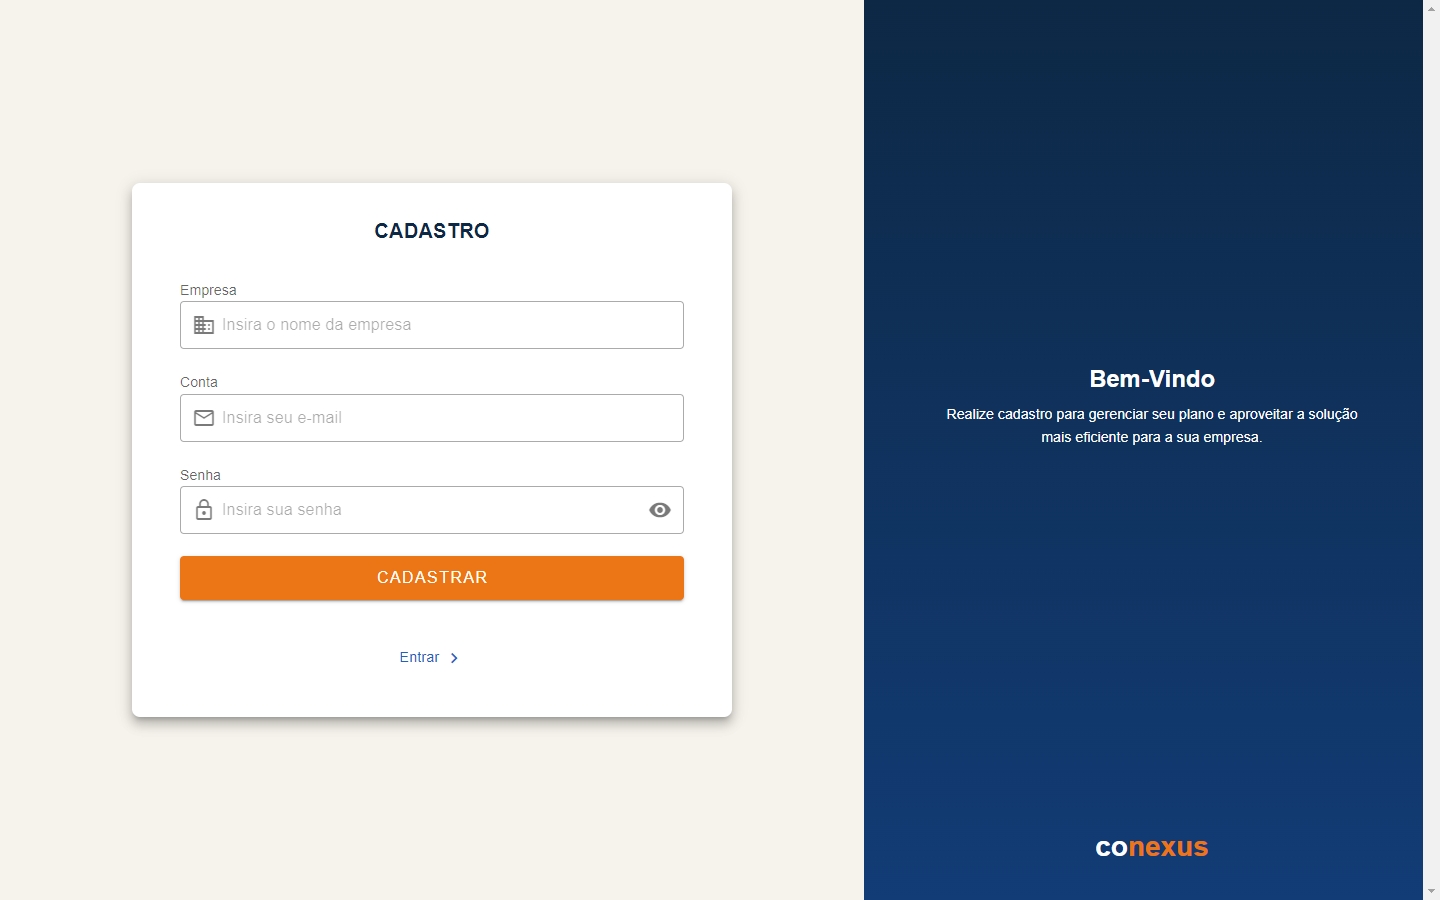 CADASTRO
Empresa
Insira o nome da empresa
Conta
Insira seu e-mail
Senha
Insira sua senha
CADASTRAR
Entrar
Bem-Vindo
Realize cadastro para gerenciar seu plano e aproveitar a solução
mais eficiente para a sua empresa.
conexus